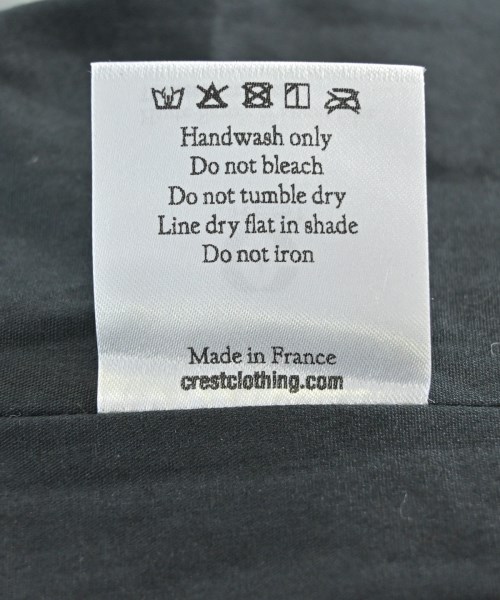 Handwash only
Do not bleach
Do not tumble dry
Line dry flat in shade
Do not iron
Made in France
crestclothing.com